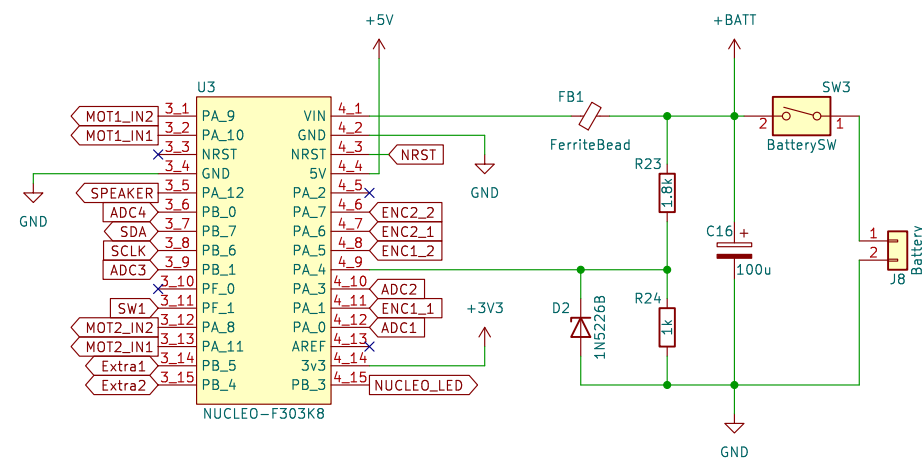 +5V
+BATT
U3
SW3
FB1
MOT1_IN2 3_1 PA_9 VIN 4_1
2 1
MOT1_IN1 3_2 PA_10 GND 4_2
FerriteBead
BatterySW
3_3 NRST NRST 4_3 NRST
3_4 GND 5V 4_4
GND
R23
SPEAKER 3_5 PA_12 PA_2 4_5
GND
1.8k
ADC4 3_6 PB_0 PA_7 4_6 ENC2_2
SDA 3_7 PB_7 PA_6 4_7 ENC2_1
C16 +
1
SCLK 3_8 PB_6 PA_5 4_8 ENC1_2
2
Battery
ADC3 3_9 PB_1 PA_4 4_9
100u
J8
3_10 PF_0 PA_3 4_10 ADC2
R24
SW1 3_11 PF_1 PA_1 4_11 ENC1_1
+3V3
D2
1N5226B
1k
MOT2_IN2 3_12 PA_8 PA_0 4_12 ADC1
MOT2_IN1 3_13 PA_11 AREF 4_13
Extra1 3_14 PB_5 3v3 4_14
Extra2 3_15 PB_4 PB_3 4_15 NUCLEO_LED
NUCLEO-F303K8
GND